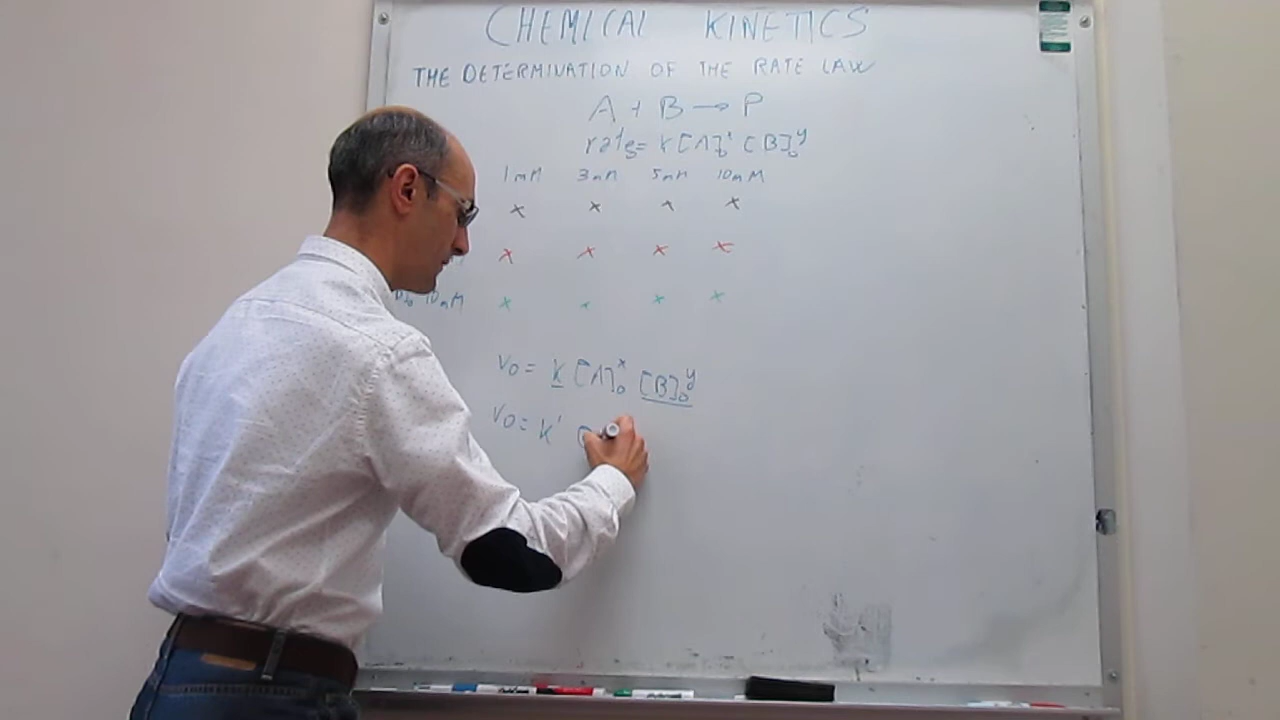 CHEMICAL KINETICS
THE DETERMINATION OF THE RATE LAW
A + B → P
rate = k [A]₀ˣ [B]₀ʸ
1mM 3mM 5mM 10mM
x x x x
x x x x
10mM x x x x
v₀ = k [A]₀ˣ [B]₀ʸ
v₀ = k'